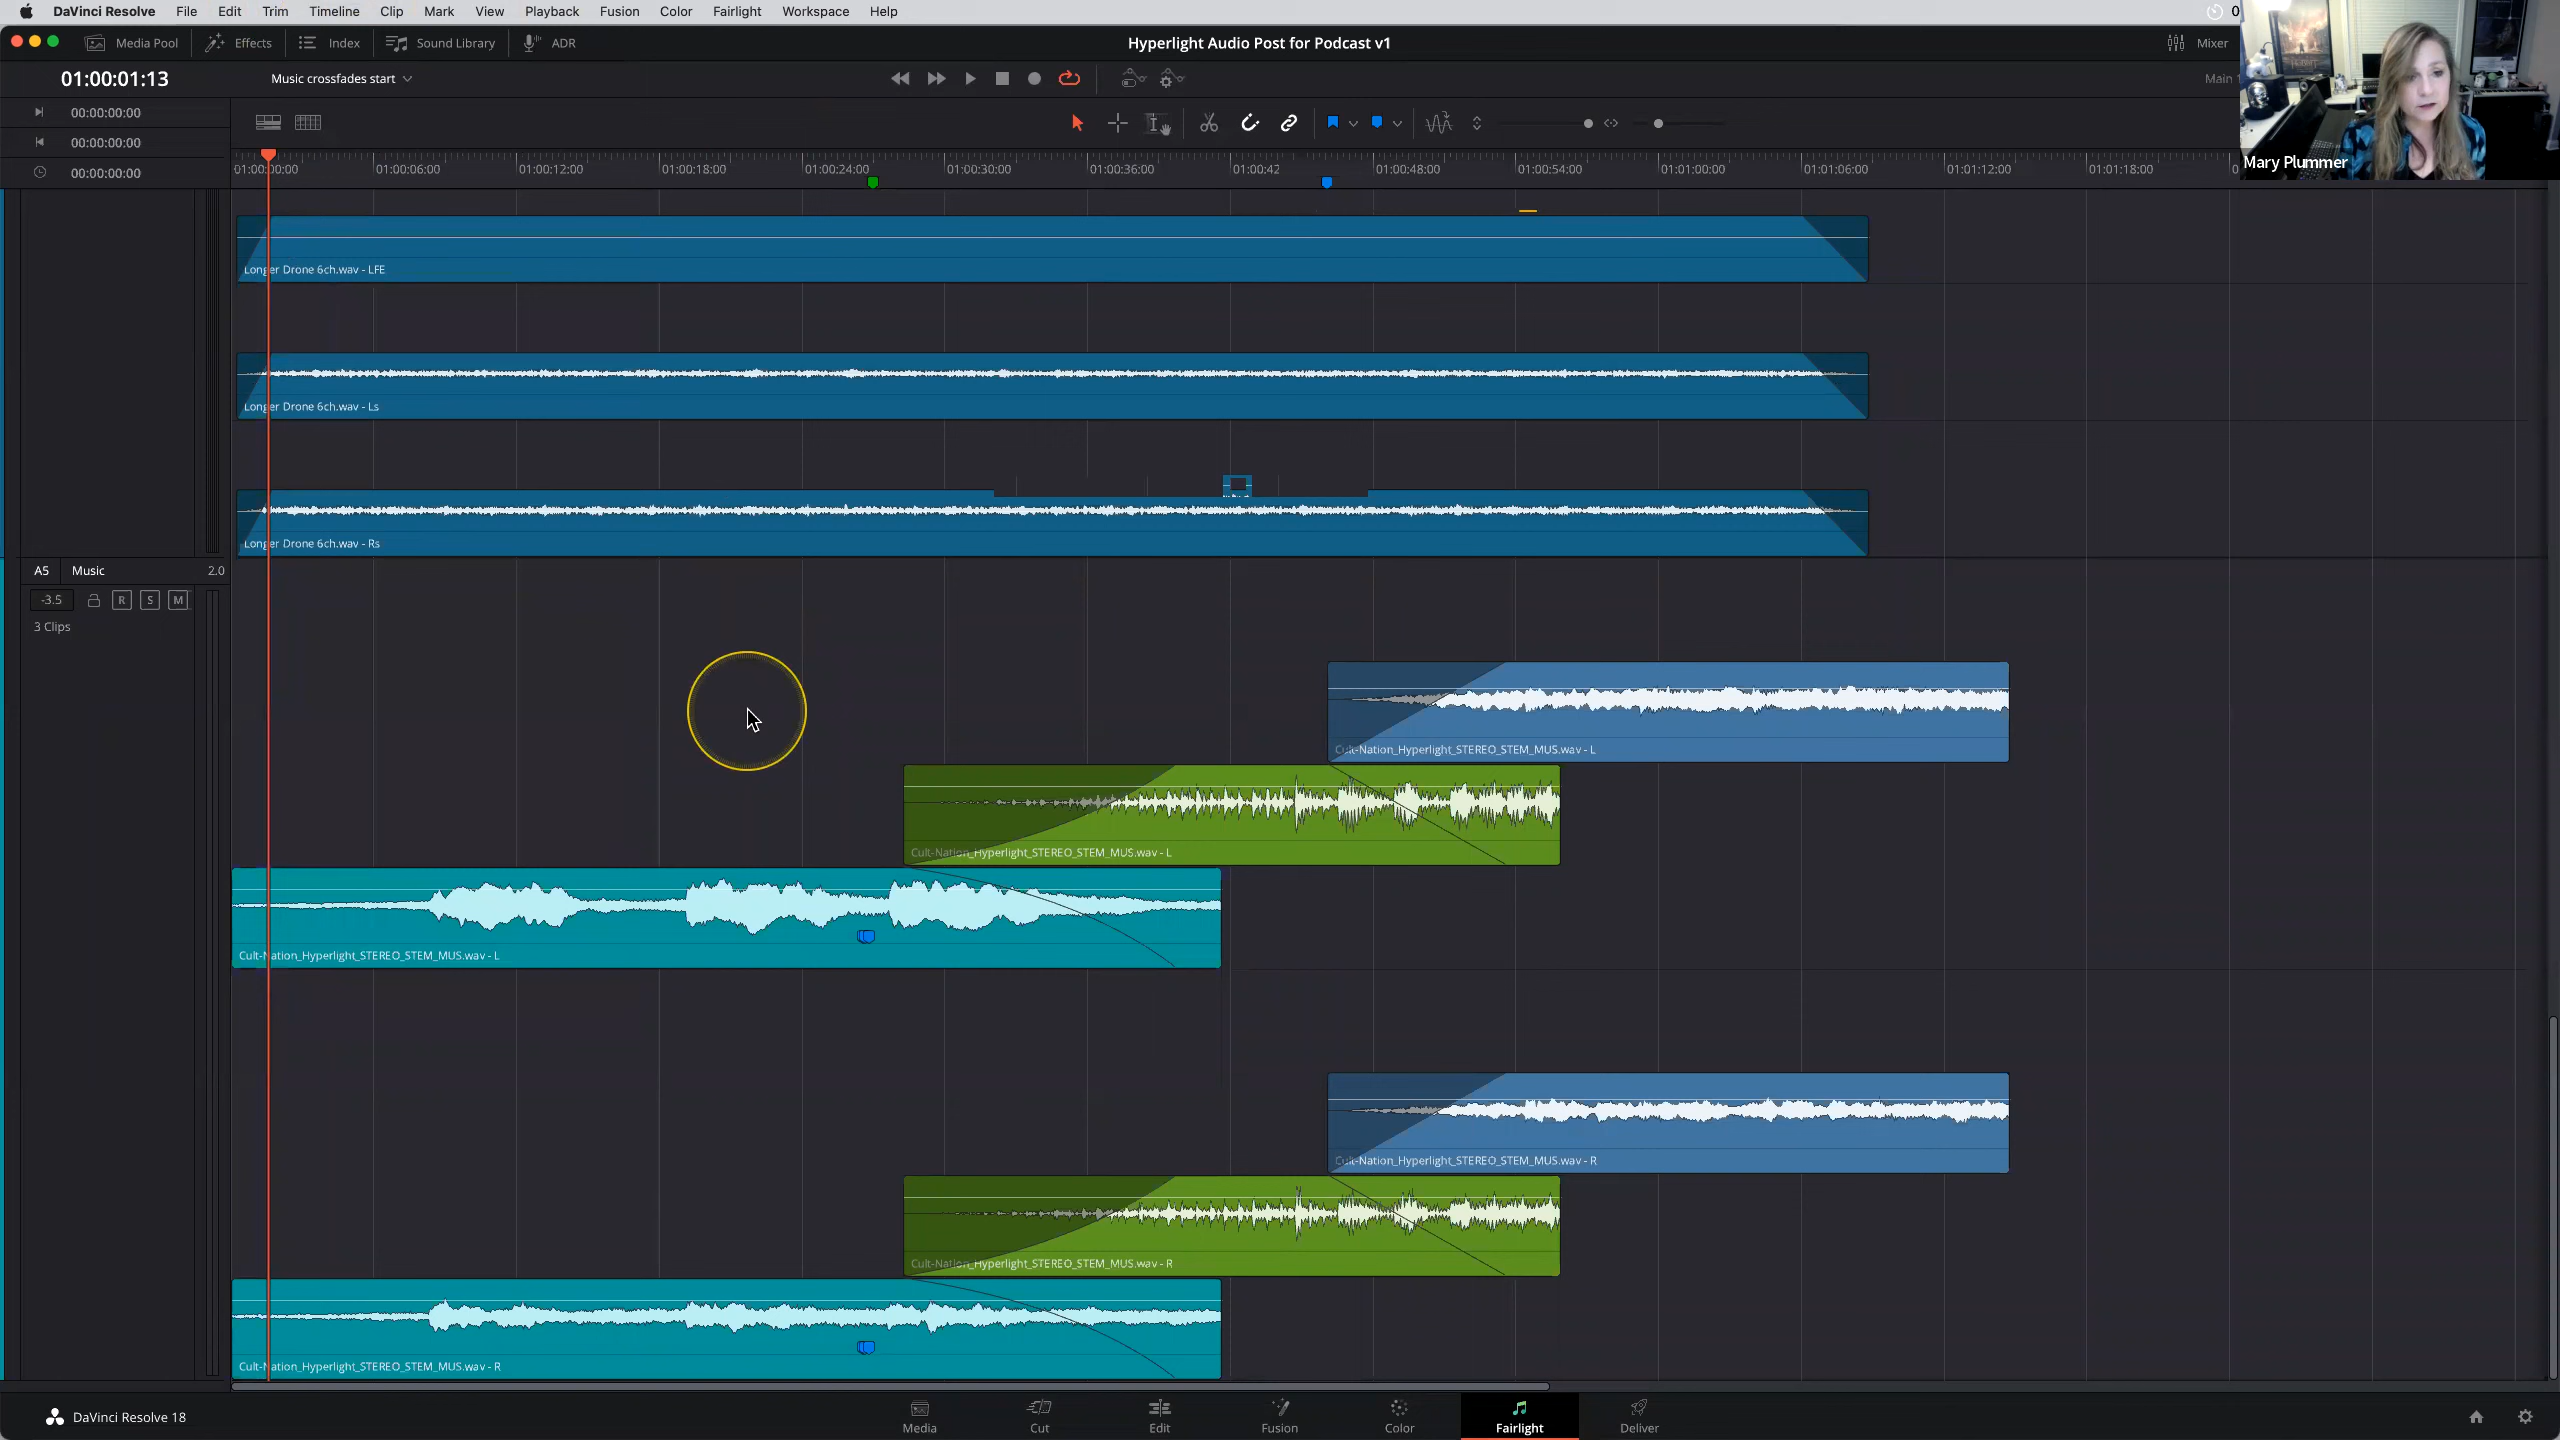 DaVinci Resolve File Edit Trim Timeline Clip Mark View Playback Fusion Color Fairlight Workspace Help
Media Pool Effects Index Sound Library ADR Hyperlight Audio Post for Podcast v1 Mixer
01:00:01:13 Music crossfades start Main
00:00:00:00
00:00:00:00
00:00:00:00
Mary Plummer
01:00:00:00 01:00:06:00 01:00:12:00 01:00:18:00 01:00:24:00 01:00:30:00 01:00:36:00 01:00:42 01:00:48:00 01:00:54:00 01:01:00:00 01:01:06:00 01:01:12:00 01:01:18:00
Longer Drone 6ch.wav - LFE
Longer Drone 6ch.wav - Ls
Longer Drone 6ch.wav - Rs
A5 Music 2.0
-3.5 R S M
3 Clips
Cult-Nation_Hyperlight_STEREO_STEM_MUS.wav - L
Cult-Nation_Hyperlight_STEREO_STEM_MUS.wav - L
Cult-Nation_Hyperlight_STEREO_STEM_MUS.wav - L
Cult-Nation_Hyperlight_STEREO_STEM_MUS.wav - R
Cult-Nation_Hyperlight_STEREO_STEM_MUS.wav - R
Cult-Nation_Hyperlight_STEREO_STEM_MUS.wav - R
DaVinci Resolve 18 Media Cut Edit Fusion Color Fairlight Deliver